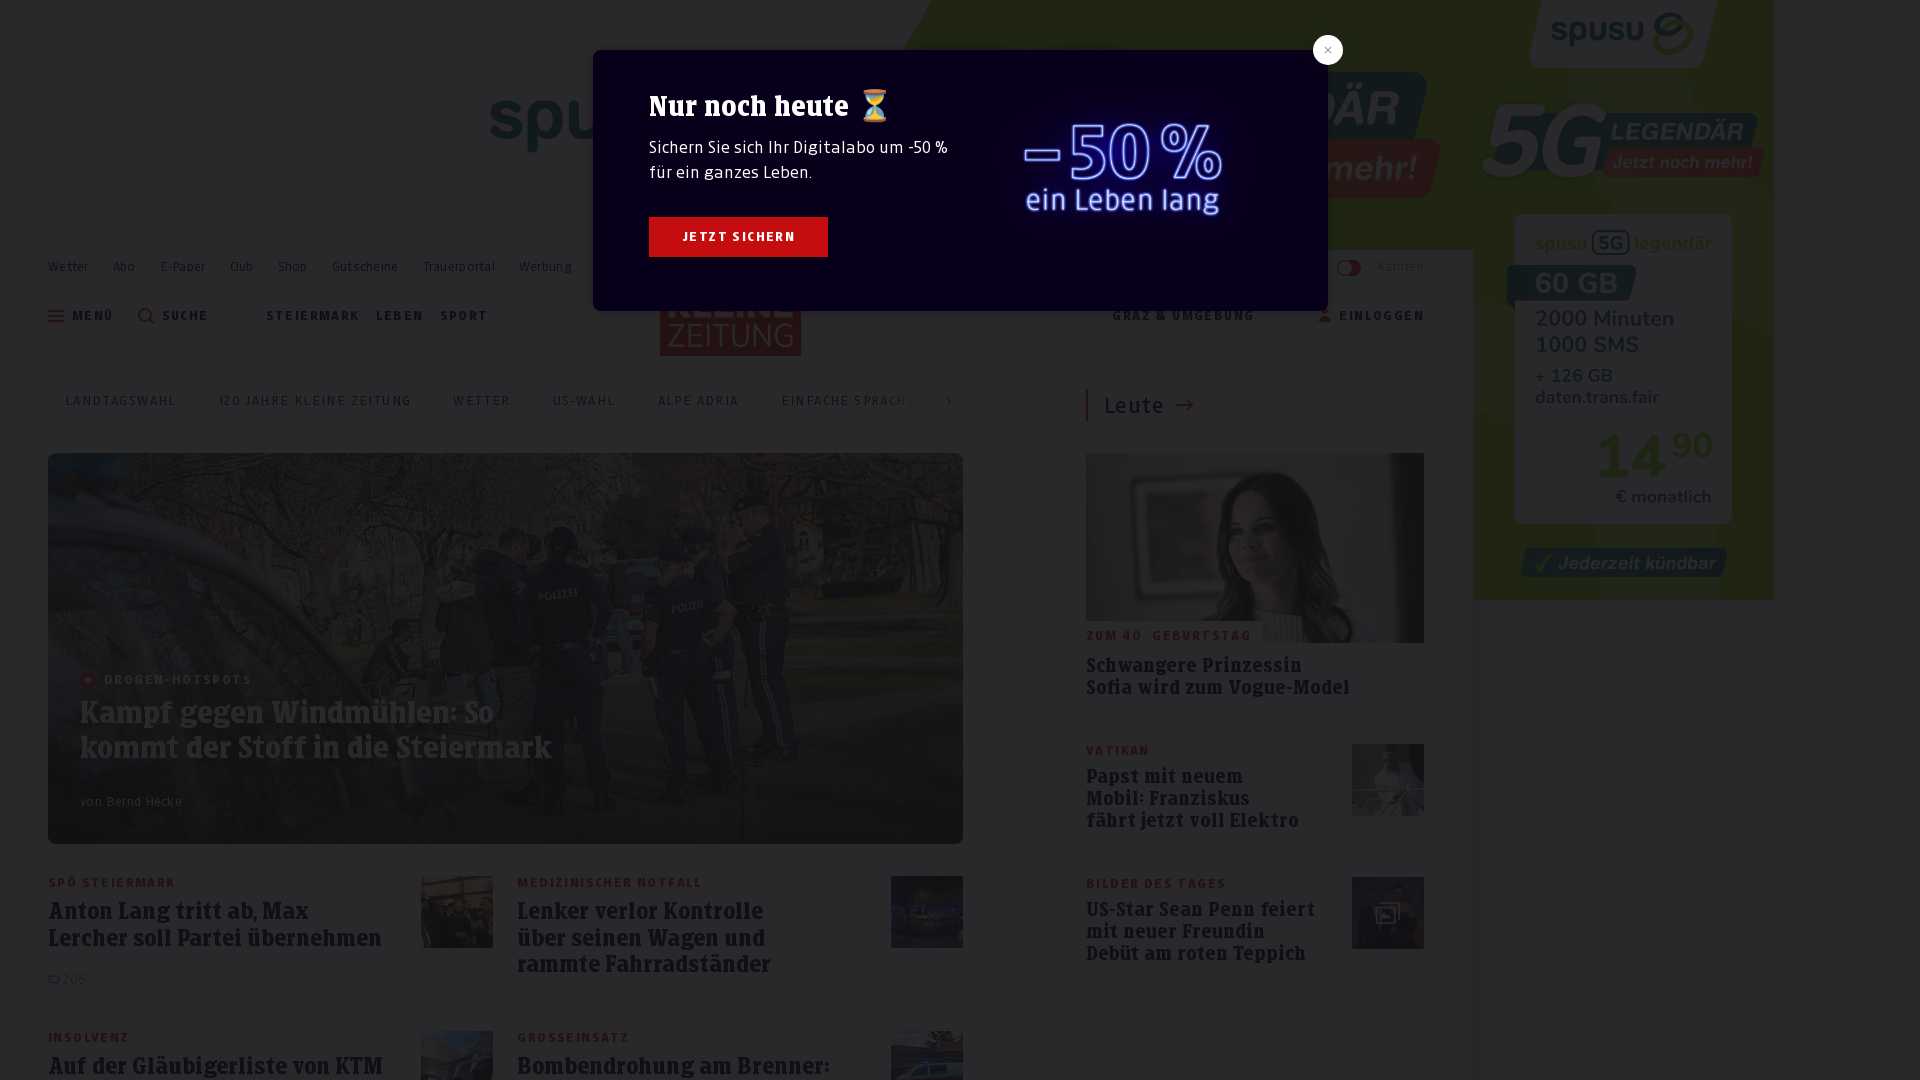 spusu
Nur noch heute ⏳
Sichern Sie sich Ihr Digitalabo um -50 %
für ein ganzes Leben.
JETZT SICHERN
–50 %
ein Leben lang
×
mehr!
5G LEGENDÄR
Jetzt noch mehr!
spusu 5G legendär
60 GB
2000 Minuten
1000 SMS
+ 126 GB
daten.trans.fair
14,90
€ monatlich
Jederzeit kündbar
Wetter Abo E-Paper Club Shop Gutscheine Trauerportal Werbung
Kärnten
MENÜ SUCHE STEIERMARK LEBEN SPORT
KLEINE
ZEITUNG
GRAZ & UMGEBUNG EINLOGGEN
LANDTAGSWAHL 120 JAHRE KLEINE ZEITUNG WETTER US-WAHL ALPE ADRIA EINFACHE SPRACH
POLIZEI
POLIZEI
DROGEN-HOTSPOTS
Kampf gegen Windmühlen: So
kommt der Stoff in die Steiermark
von Bernd Hecke
SPÖ STEIERMARK
Anton Lang tritt ab, Max
Lercher soll Partei übernehmen
MEDIZINISCHER NOTFALL
Lenker verlor Kontrolle
über seinen Wagen und
rammte Fahrradständer
INSOLVENZ
Auf der Gläubigerliste von KTM
GROSSEINSATZ
Bombendrohung am Brenner:
Leute →
ZUM 40. GEBURTSTAG
Schwangere Prinzessin
Sofia wird zum Vogue-Model
VATIKAN
Papst mit neuem
Mobil: Franziskus
fährt jetzt voll Elektro
BILDER DES TAGES
US-Star Sean Penn feiert
mit neuer Freundin
Debüt am roten Teppich